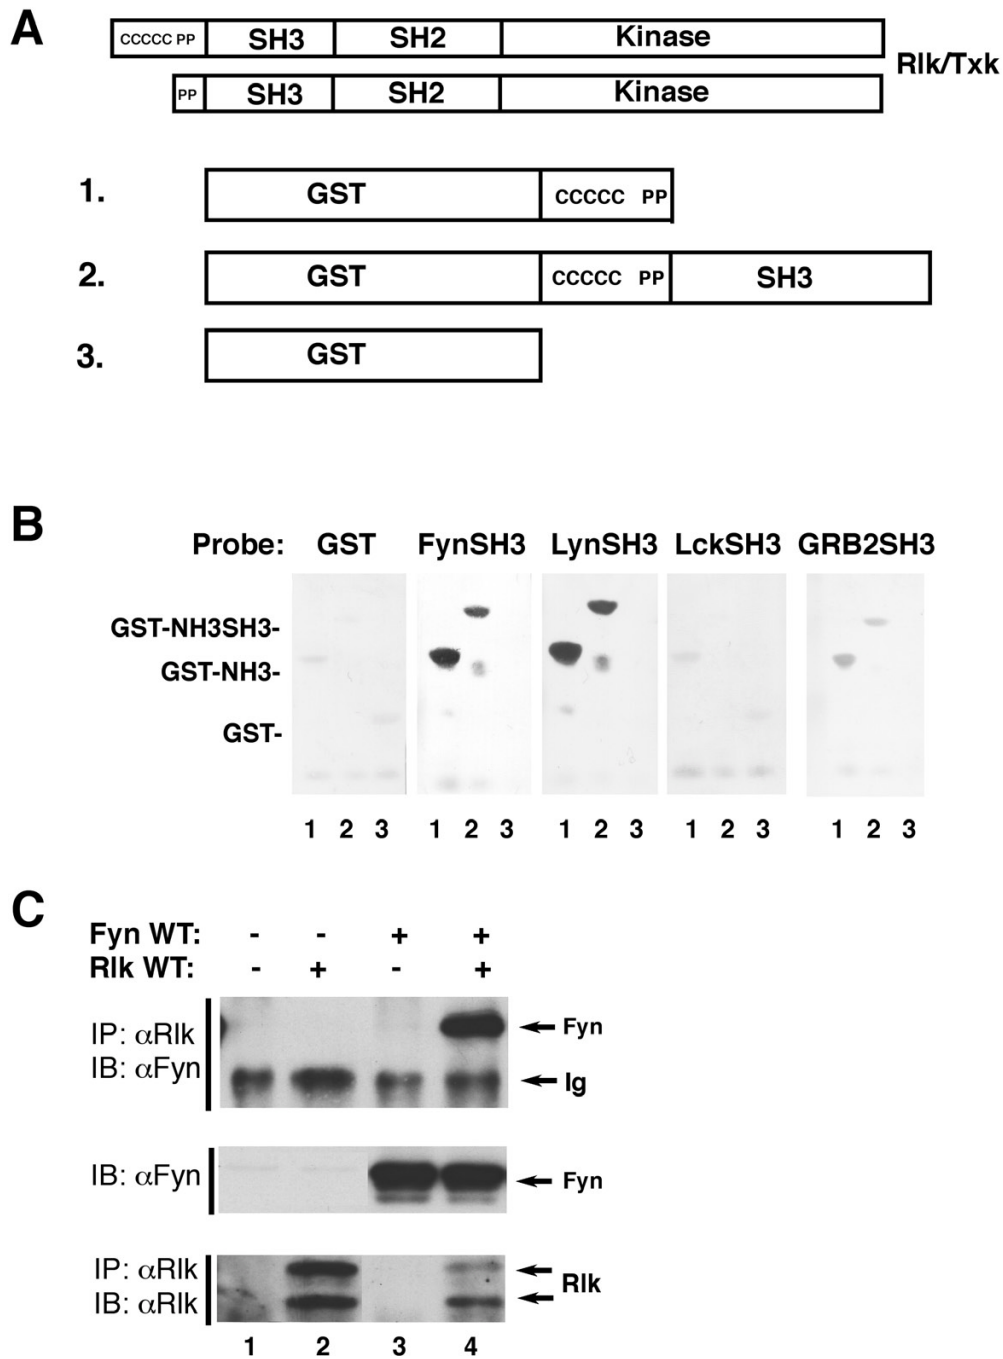 A
CCCCC PP SH3 SH2 Kinase
Rlk/Txk
PP SH3 SH2 Kinase
1. GST CCCCC PP
2. GST CCCCC PP SH3
3. GST
B
Probe: GST FynSH3 LynSH3 LckSH3 GRB2SH3
GST-NH3SH3-
GST-NH3-
GST-
1 2 3 1 2 3 1 2 3 1 2 3 1 2 3
C
Fyn WT: - - + +
Rlk WT: - + - +
IP: αRlk
IB: αFyn
Fyn
Ig
IB: αFyn
Fyn
IP: αRlk
IB: αRlk
Rlk
1 2 3 4